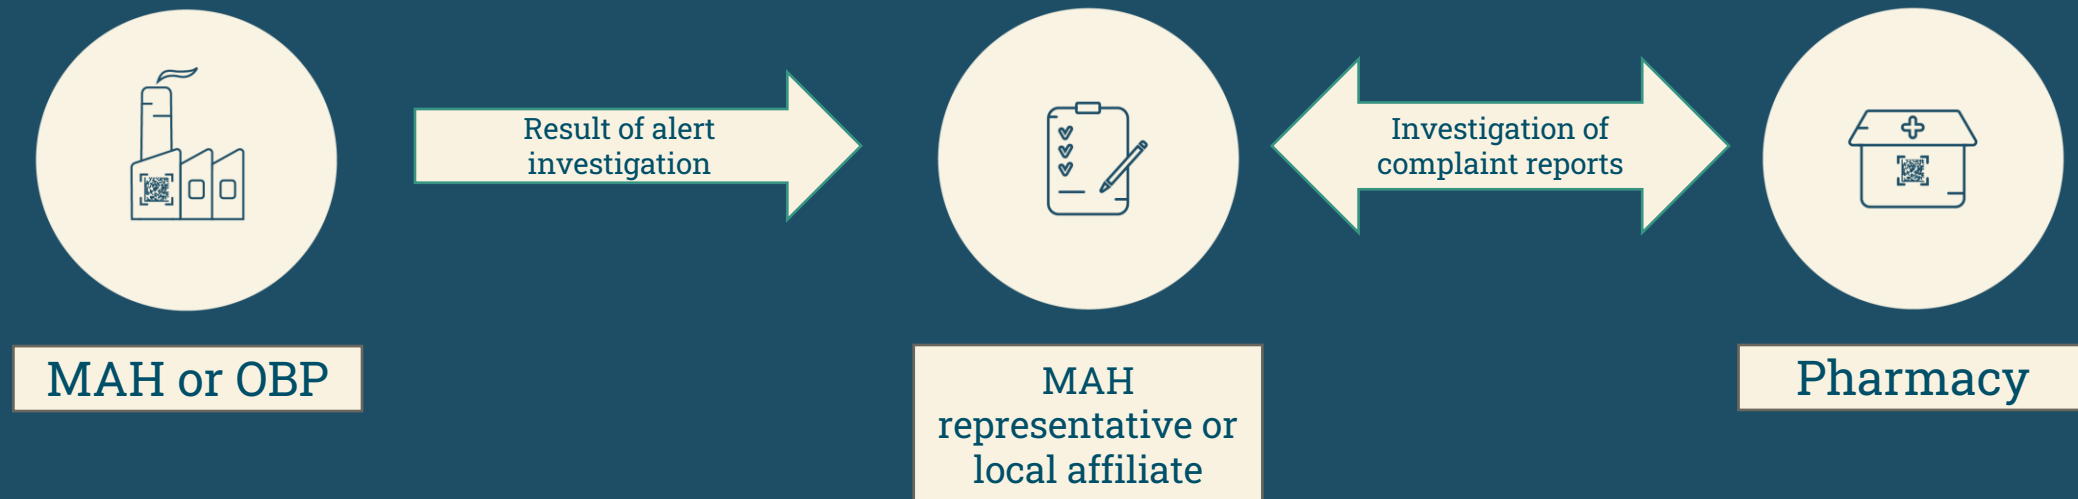 Result of alert
investigation
Investigation of
complaint reports
MAH or OBP
MAH
representative or
local affiliate
Pharmacy